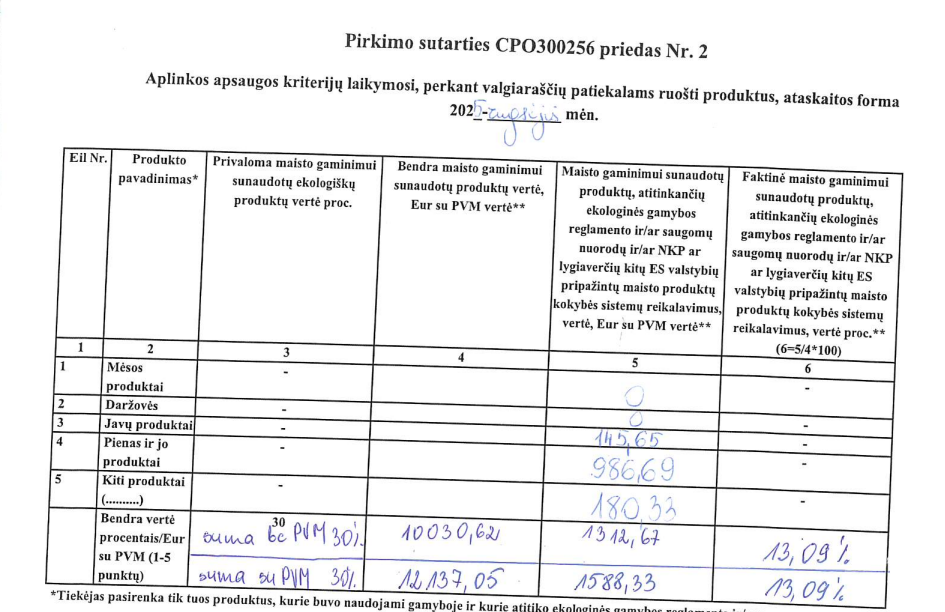 Pirkimo sutarties CPO300256 priedas Nr. 2
Aplinkos apsaugos kriterijų laikymosi, perkant valgiaraščių patiekalams ruošti produktus, ataskaitos forma
2025-rugsėjis mėn.
Eil Nr.
Produkto
pavadinimas*
Privaloma maisto gaminimui
sunaudotų ekologiškų
produktų vertė proc.
Bendra maisto gaminimui
sunaudotų produktų vertė,
Eur su PVM vertė**
Maisto gaminimui sunaudotų
produktų, atitinkančių
ekologinės gamybos
reglamento ir/ar saugomų
nuorodų ir/ar NKP ar
lygiaverčių kitų ES valstybių
pripažintų maisto produktų
kokybės sistemų reikalavimus,
vertė, Eur su PVM vertė**
Faktinė maisto gaminimui
sunaudotų produktų,
atitinkančių ekologinės
gamybos reglamento ir/ar
saugomų nuorodų ir/ar NKP
ar lygiaverčių kitų ES
valstybių pripažintų maisto
produktų kokybės sistemų
reikalavimus, vertė proc.**
(6=5/4*100)
1 2 3 4 5 6
1 Mėsos
produktai - 0 -
2 Daržovės - 0 -
3 Javų produktai - 145,65 -
4 Pienas ir jo
produktai - 986,69 -
5 Kiti produktai
(..........) - 180,33 -
Bendra vertė
procentais/Eur
su PVM (1-5
punktų)
30
suma be PVM 30% 10030,62 1312,67 13,09%
suma su PVM 30% 12137,05 1588,33 13,09%
*Tiekėjas pasirenka tik tuos produktus, kurie buvo naudojami gamyboje ir kurie atitiko ekologinės gamybos